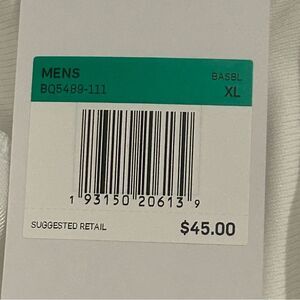 MENS BASBL
BQ5489-111 XL
1 93150 20613 9
SUGGESTED RETAIL $45.00